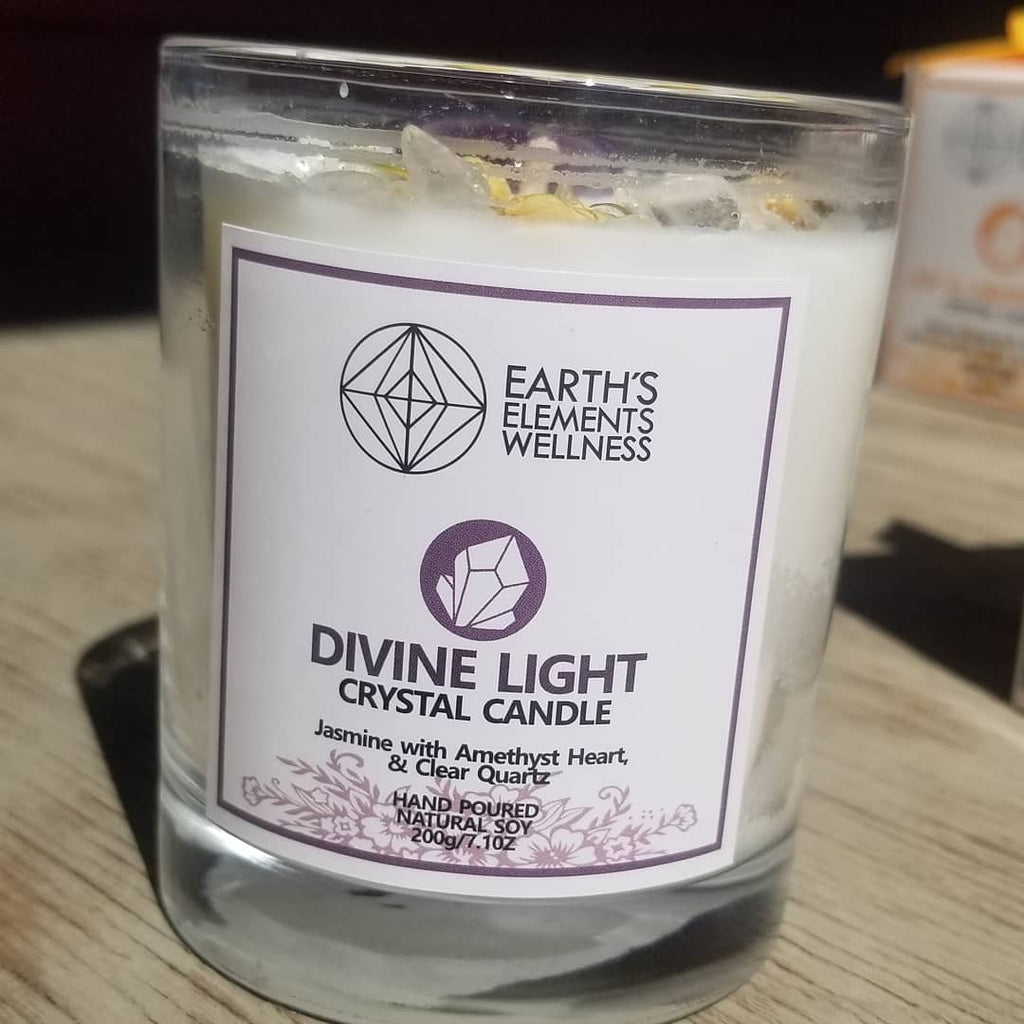 EARTH'S
ELEMENTS
WELLNESS
DIVINE LIGHT
CRYSTAL CANDLE
Jasmine with Amethyst Heart,
& Clear Quartz
HAND POURED
NATURAL SOY
200g/7.1OZ